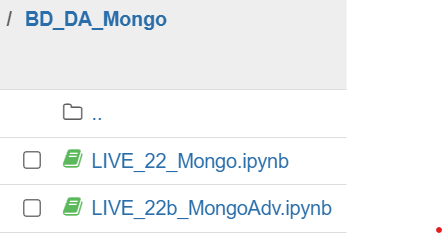 / BD_DA_Mongo
..
LIVE_22_Mongo.ipynb
LIVE_22b_MongoAdv.ipynb